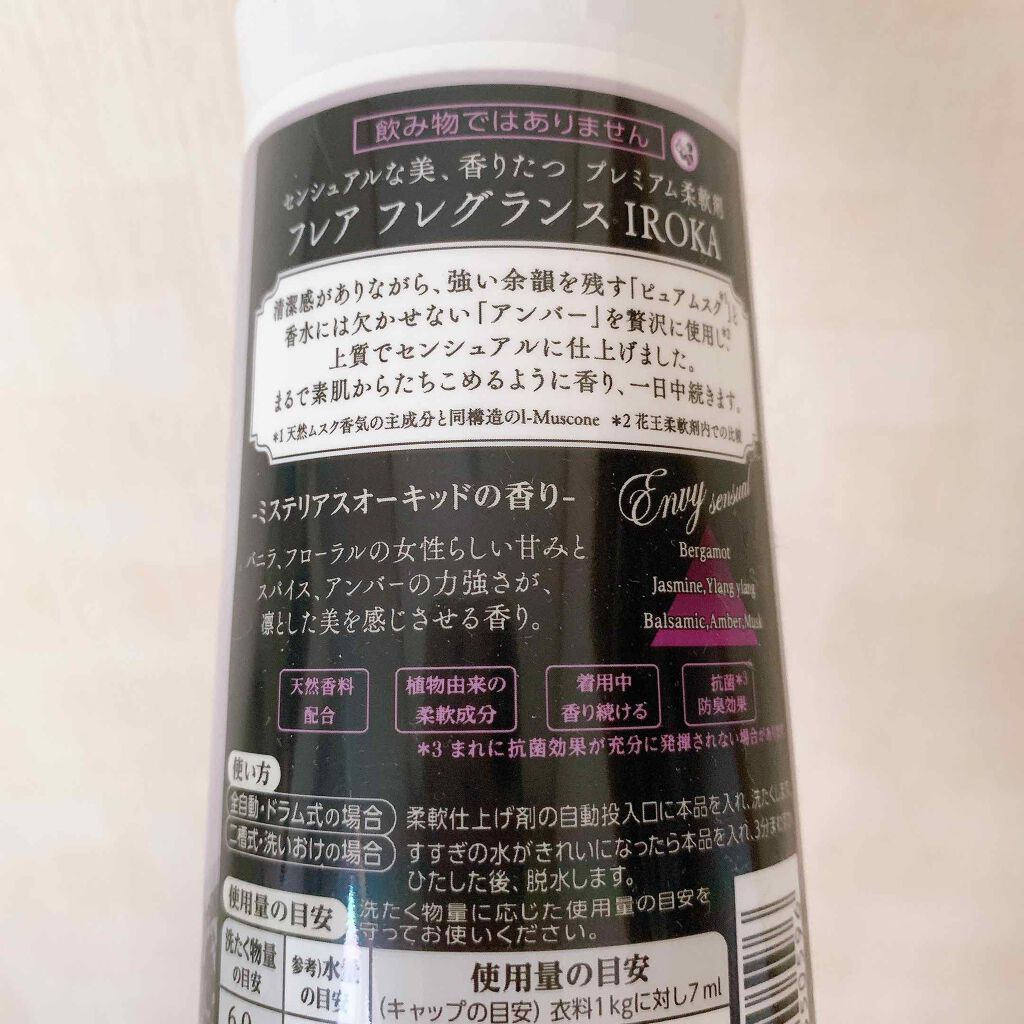 飲み物ではありません
センシュアルな美、香りたつ プレミアム柔軟剤
フレア フレグランス IROKA
清潔感がありながら、強い余韻を残す「ピュアムスク*1」と
香水には欠かせない「アンバー」を贅沢に使用し*2、
上質でセンシュアルに仕上げました。
まるで素肌からたちこめるように香り、一日中続きます。
*1 天然ムスク香気の主成分と同構造のl-Muscone *2 花王柔軟剤内での比較
-ミステリアスオーキッドの香り-
Envy sensual
バニラ、フローラルの女性らしい甘みと
スパイス、アンバーの力強さが、
凛とした美を感じさせる香り。
Bergamot
Jasmine,Ylang ylang
Balsamic,Amber,Musk
天然香料
配合
植物由来の
柔軟成分
着用中
香り続ける
抗菌*3
防臭効果
*3 まれに抗菌効果が充分に発揮されない場合があり
使い方
全自動・ドラム式の場合 柔軟仕上げ剤の自動投入口に本品を入れ、洗たくします
二槽式・洗いおけの場合 すすぎの水がきれいになったら本品を入れ、3分
ひたした後、脱水します。
使用量の目安 洗たく物量に応じた使用量の目安を
守ってお使いください。
洗たく物量
の目安
参考)水量
の目安
使用量の目安
(キャップの目安) 衣料1kgに対し7ml
6.0